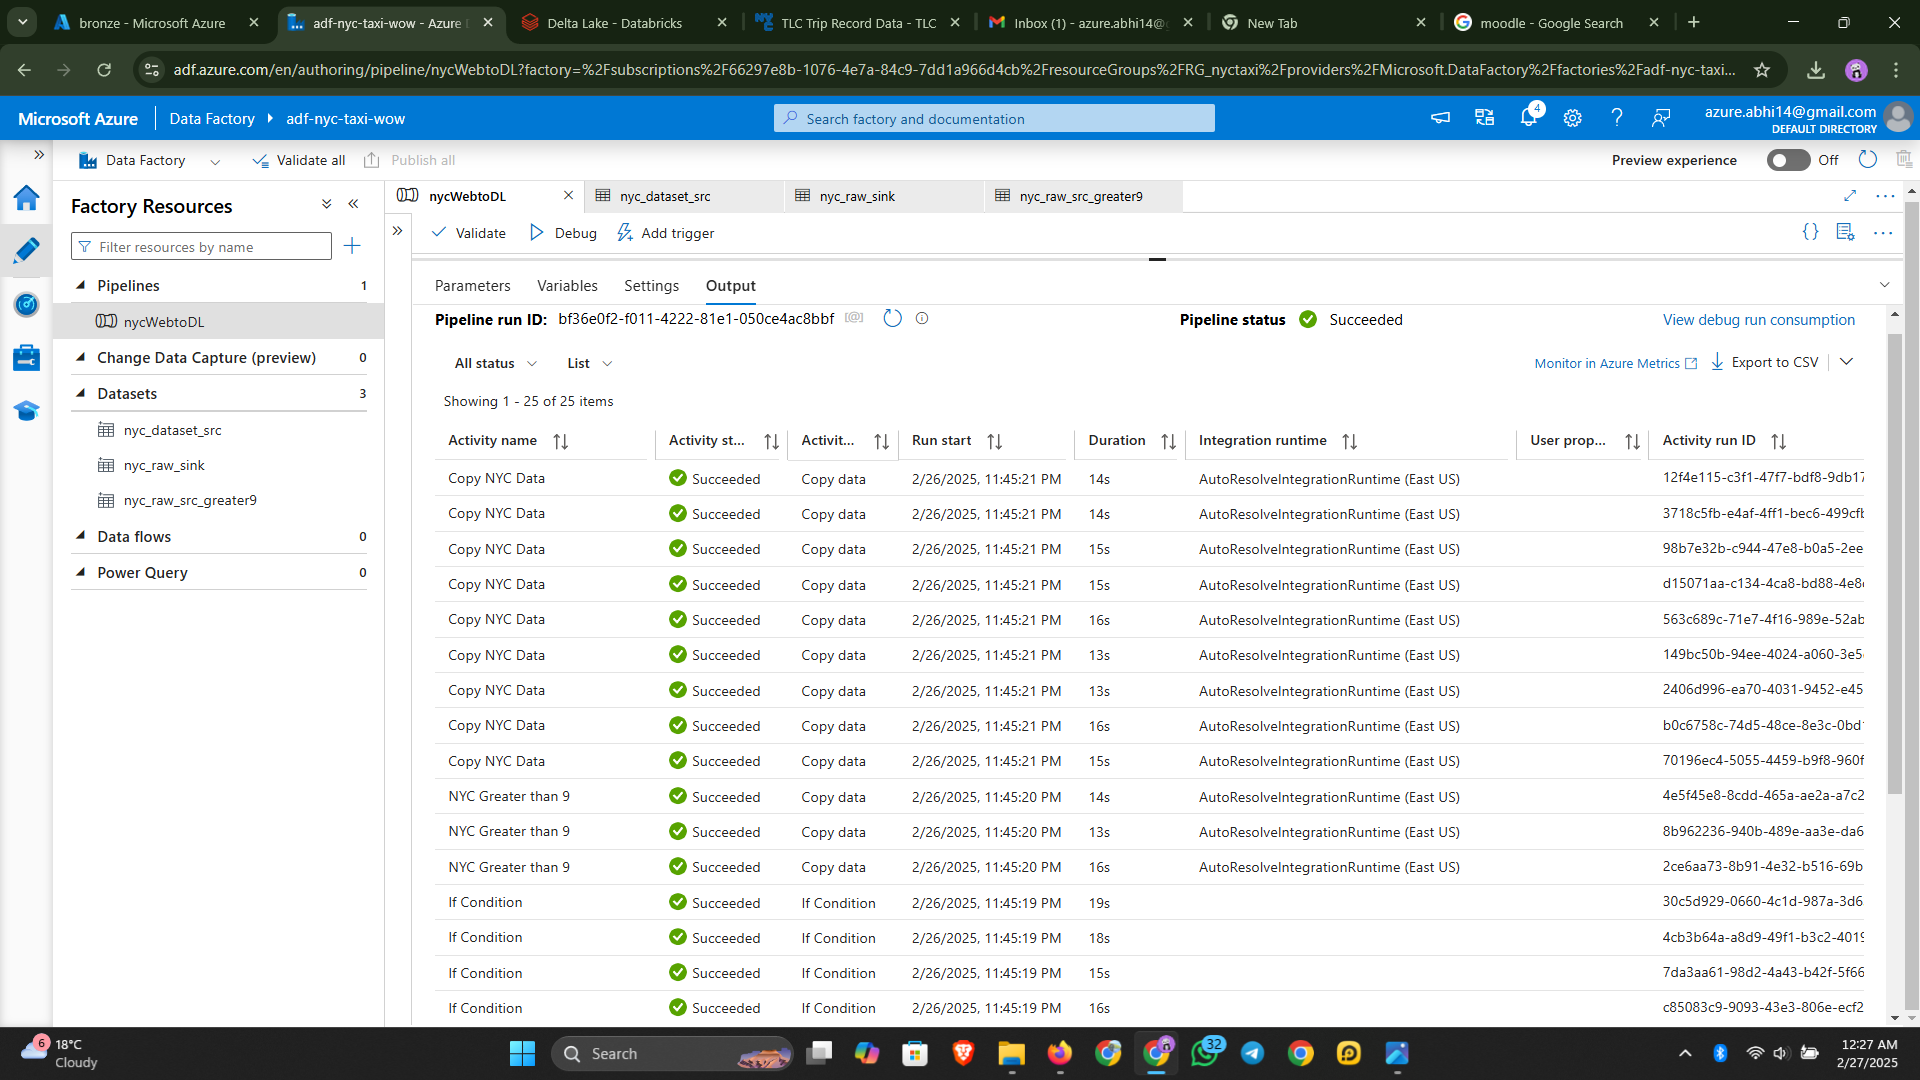 bronze - Microsoft Azure
adf-nyc-taxi-wow - Azure
Delta Lake - Databricks
TLC Trip Record Data - TLC
Inbox (1) - azure.abhi14@
New Tab
moodle - Google Search
adf.azure.com/en/authoring/pipeline/nycWebtoDL?factory=%2Fsubscriptions%2F66297e8b-1076-4e7a-84c9-7dd1a966d4cb%2FresourceGroups%2FRG_nyctaxi%2Fproviders%2FMicrosoft.DataFactory%2Ffactories%2Fadf-nyc-taxi...
Microsoft Azure
Data Factory
adf-nyc-taxi-wow
Search factory and documentation
4
azure.abhi14@gmail.com
DEFAULT DIRECTORY
Data Factory
Validate all
Publish all
Preview experience
Off
Factory Resources
Filter resources by name
Pipelines 1
nycWebtoDL
Change Data Capture (preview) 0
Datasets 3
nyc_dataset_src
nyc_raw_sink
nyc_raw_src_greater9
Data flows 0
Power Query 0
nycWebtoDL
nyc_dataset_src
nyc_raw_sink
nyc_raw_src_greater9
Validate
Debug
Add trigger
Parameters
Variables
Settings
Output
Pipeline run ID: bf36e0f2-f011-4222-81e1-050ce4ac8bbf
Pipeline status Succeeded
View debug run consumption
All status
List
Monitor in Azure Metrics
Export to CSV
Showing 1 - 25 of 25 items
Activity name Activity st... Activit... Run start Duration Integration runtime User prop... Activity run ID
Copy NYC Data Succeeded Copy data 2/26/2025, 11:45:21 PM 14s AutoResolveIntegrationRuntime (East US) 12f4e115-c3f1-47f7-bdf8-9db17
Copy NYC Data Succeeded Copy data 2/26/2025, 11:45:21 PM 14s AutoResolveIntegrationRuntime (East US) 3718c5fb-e4af-4ff1-bec6-499cfb
Copy NYC Data Succeeded Copy data 2/26/2025, 11:45:21 PM 15s AutoResolveIntegrationRuntime (East US) 98b7e32b-c944-47e8-b0a5-2ee
Copy NYC Data Succeeded Copy data 2/26/2025, 11:45:21 PM 15s AutoResolveIntegrationRuntime (East US) d15071aa-c134-4ca8-bd88-4e8
Copy NYC Data Succeeded Copy data 2/26/2025, 11:45:21 PM 16s AutoResolveIntegrationRuntime (East US) 563c689c-71e7-4f16-989e-52ab
Copy NYC Data Succeeded Copy data 2/26/2025, 11:45:21 PM 13s AutoResolveIntegrationRuntime (East US) 149bc50b-94ee-4024-a060-3e5
Copy NYC Data Succeeded Copy data 2/26/2025, 11:45:21 PM 13s AutoResolveIntegrationRuntime (East US) 2406d996-ea70-4031-9452-e45
Copy NYC Data Succeeded Copy data 2/26/2025, 11:45:21 PM 16s AutoResolveIntegrationRuntime (East US) b0c6758c-74d5-48ce-8e3c-0bd
Copy NYC Data Succeeded Copy data 2/26/2025, 11:45:21 PM 15s AutoResolveIntegrationRuntime (East US) 70196ec4-5055-4459-b9f8-960f
NYC Greater than 9 Succeeded Copy data 2/26/2025, 11:45:20 PM 14s AutoResolveIntegrationRuntime (East US) 4e5f45e8-8cdd-465a-ae2a-a7c2
NYC Greater than 9 Succeeded Copy data 2/26/2025, 11:45:20 PM 13s AutoResolveIntegrationRuntime (East US) 8b962236-940b-489e-aa3e-da6
NYC Greater than 9 Succeeded Copy data 2/26/2025, 11:45:20 PM 16s AutoResolveIntegrationRuntime (East US) 2ce6aa73-8b91-4e32-b516-69b
If Condition Succeeded If Condition 2/26/2025, 11:45:19 PM 19s 30c5d929-0660-4c1d-987a-3d6
If Condition Succeeded If Condition 2/26/2025, 11:45:19 PM 18s 4cb3b64a-a8d9-49f1-b3c2-4019
If Condition Succeeded If Condition 2/26/2025, 11:45:19 PM 15s 7da3aa61-98d2-4a43-b42f-5f66
If Condition Succeeded If Condition 2/26/2025, 11:45:19 PM 16s c85083c9-9093-43e3-806e-ecf2
6
18°C
Cloudy
Search
32
12:27 AM
2/27/2025